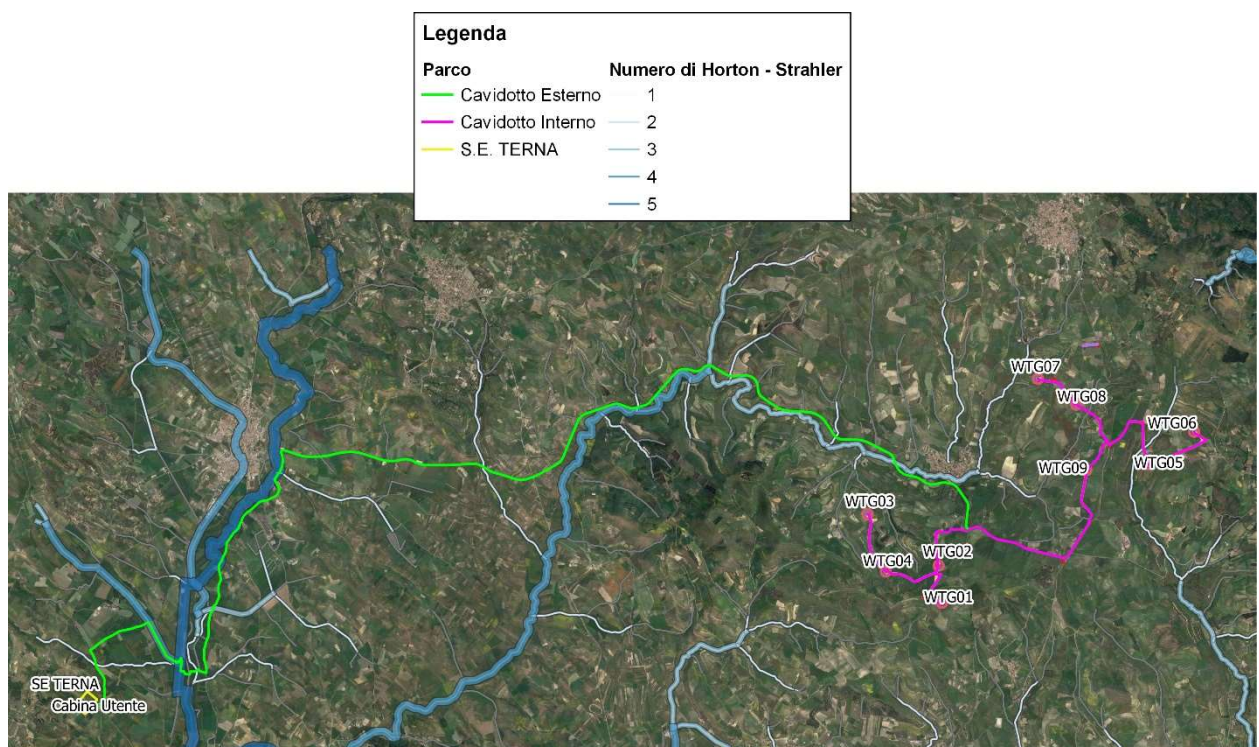 Legenda
Parco
Cavidotto Esterno
Cavidotto Interno
S.E. TERNA
Numero di Horton - Strahler
1
2
3
4
5
WTG07
WTG08
WTG06
WTG05
WTG09
WTG03
WTG02
WTG04
WTG01
SE TERNA
Cabina Utente